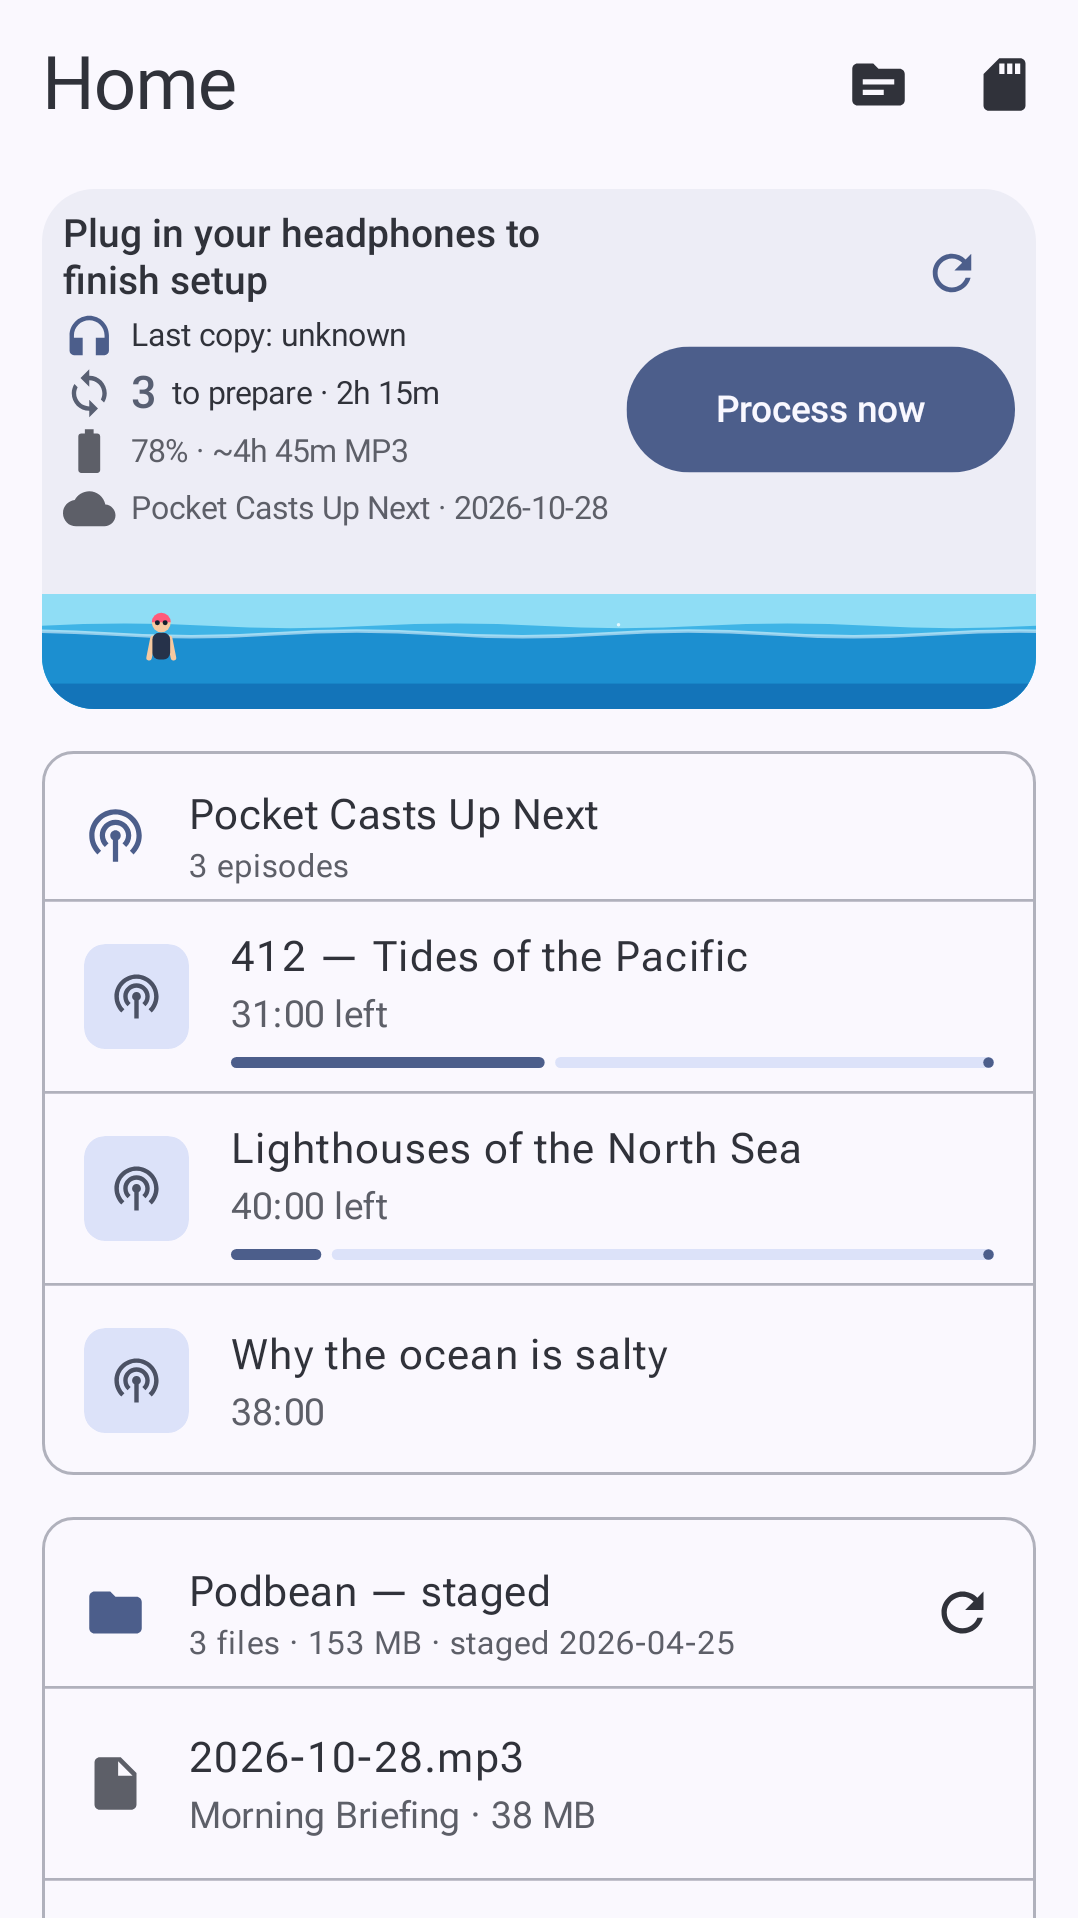 Home
Plug in your headphones to
finish setup
Last copy: unknown
3 to prepare · 2h 15m
78% · ~4h 45m MP3
Pocket Casts Up Next · 2026-10-28
Process now
Pocket Casts Up Next
3 episodes
412 — Tides of the Pacific
31:00 left
Lighthouses of the North Sea
40:00 left
Why the ocean is salty
38:00
Podbean — staged
3 files · 153 MB · staged 2026-04-25
2026-10-28.mp3
Morning Briefing · 38 MB